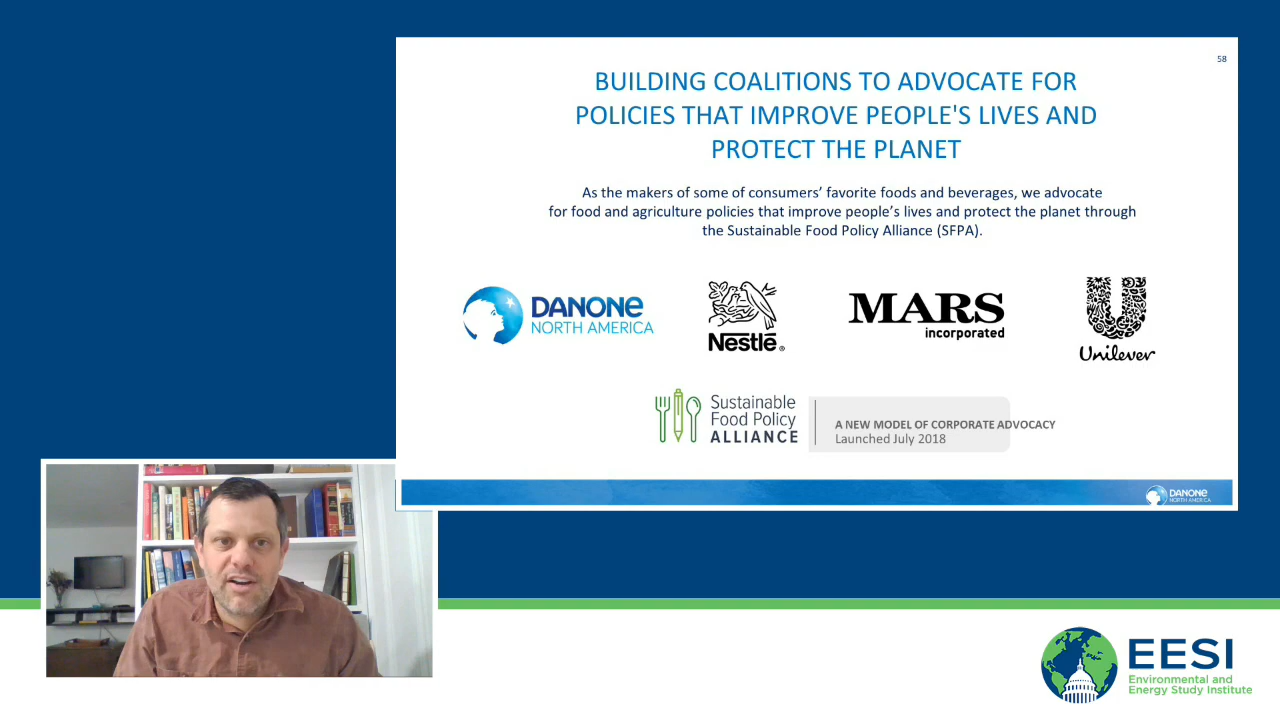 58
BUILDING COALITIONS TO ADVOCATE FOR
POLICIES THAT IMPROVE PEOPLE'S LIVES AND
PROTECT THE PLANET
As the makers of some of consumers’ favorite foods and beverages, we advocate
for food and agriculture policies that improve people’s lives and protect the planet through
the Sustainable Food Policy Alliance (SFPA).
DANONE
NORTH AMERICA
Nestlé®
MARS
incorporated
Unilever
Sustainable
Food Policy
ALLIANCE
A NEW MODEL OF CORPORATE ADVOCACY
Launched July 2018
DANONE
NORTH AMERICA
EESI
Environmental and
Energy Study Institute